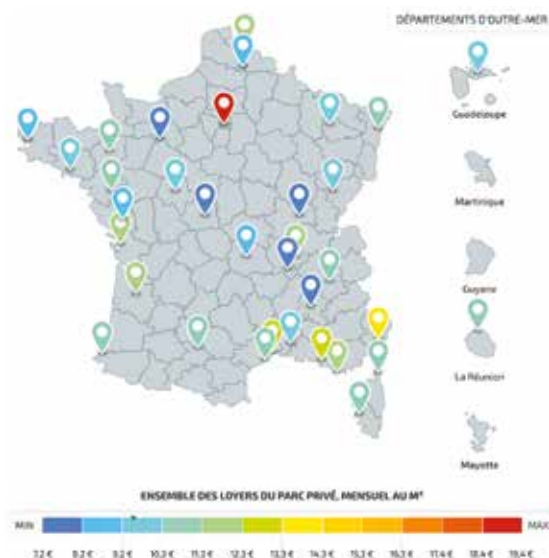 DÉPARTEMENTS D'OUTRE-MER
Guadeloupe
Martinique
Guyane
La Réunion
Mayotte
ENSEMBLE DES LOYERS DU PARC PRIVÉ, MENSUEL AU M²
MIN MAX
7,2 € 8,2 € 9,2 € 10,2 € 11,2 € 12,3 € 13,3 € 14,3 € 15,3 € 16,3 € 17,4 € 18,4 € 19,4 €